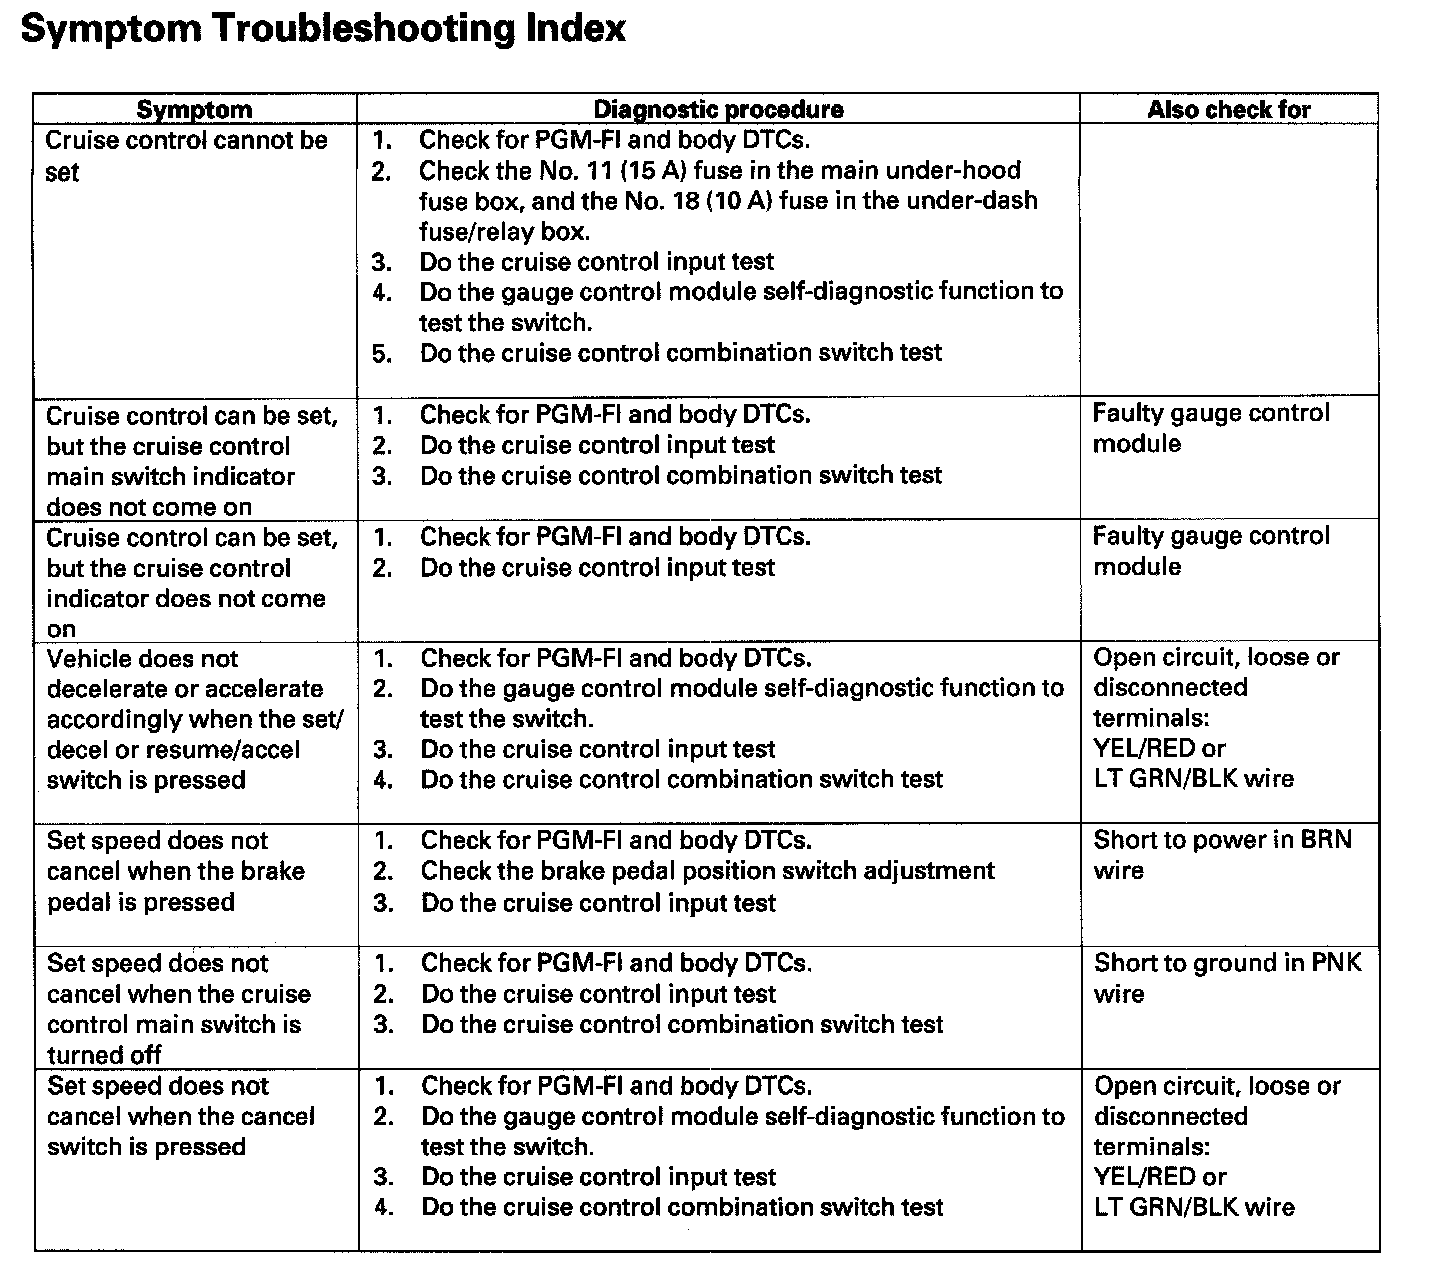 Symptom Troubleshooting Index
Symptom
Diagnostic procedure
Also check for
Cruise control cannot be
set
1. Check for PGM-FI and body DTCs.
2. Check the No. 11 (15 A) fuse in the main under-hood
fuse box, and the No. 18 (10 A) fuse in the under-dash
fuse/relay box.
3. Do the cruise control input test
4. Do the gauge control module self-diagnostic function to
test the switch.
5. Do the cruise control combination switch test
Cruise control can be set,
but the cruise control
main switch indicator
does not come on
1. Check for PGM-FI and body DTCs.
2. Do the cruise control input test
3. Do the cruise control combination switch test
Faulty gauge control
module
Cruise control can be set,
but the cruise control
indicator does not come
on
1. Check for PGM-FI and body DTCs.
2. Do the cruise control input test
Faulty gauge control
module
Vehicle does not
decelerate or accelerate
accordingly when the set/
decel or resume/accel
switch is pressed
1. Check for PGM-FI and body DTCs.
2. Do the gauge control module self-diagnostic function to
test the switch.
3. Do the cruise control input test
4. Do the cruise control combination switch test
Open circuit, loose or
disconnected
terminals:
YEL/RED or
LT GRN/BLK wire
Set speed does not
cancel when the brake
pedal is pressed
1. Check for PGM-FI and body DTCs.
2. Check the brake pedal position switch adjustment
3. Do the cruise control input test
Short to power in BRN
wire
Set speed does not
cancel when the cruise
control main switch is
turned off
1. Check for PGM-FI and body DTCs.
2. Do the cruise control input test
3. Do the cruise control combination switch test
Short to ground in PNK
wire
Set speed does not
cancel when the cancel
switch is pressed
1. Check for PGM-FI and body DTCs.
2. Do the gauge control module self-diagnostic function to
test the switch.
3. Do the cruise control input test
4. Do the cruise control combination switch test
Open circuit, loose or
disconnected
terminals:
YEL/RED or
LT GRN/BLK wire